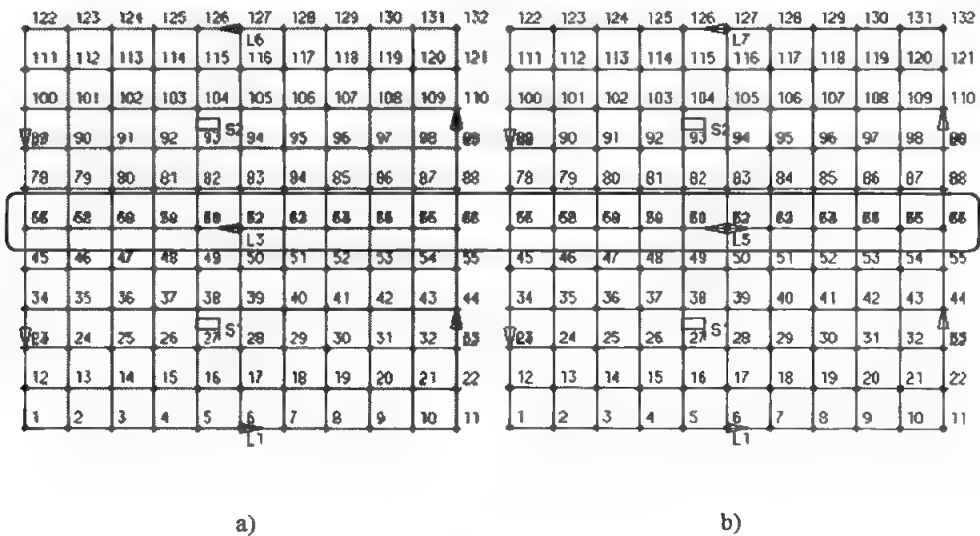 122 123 124 125 126 127 128 129 130 131 132 122 123 124 125 126 127 128 129 130 131 132
L6 L7
111 112 113 114 115 116 117 118 119 120 121 111 112 113 114 115 116 117 118 119 120 121
100 101 102 103 104 105 106 107 108 109 110 100 101 102 103 104 105 106 107 108 109 110
S2 S2
90 91 92 93 94 95 96 97 98 90 91 92 93 94 95 96 97 98
78 79 80 81 82 83 84 85 86 87 88 78 79 80 81 82 83 84 85 86 87 88
L3 L5
45 46 47 48 49 50 51 52 53 54 55 45 46 47 48 49 50 51 52 53 54 55
34 35 36 37 38 39 40 41 42 43 44 34 35 36 37 38 39 40 41 42 43 44
S1 S1
24 25 26 27 28 29 30 31 32 24 25 26 27 28 29 30 31 32
12 13 14 15 16 17 18 19 20 21 22 12 13 14 15 16 17 18 19 20 21 22
1 2 3 4 5 6 7 8 9 10 11 1 2 3 4 5 6 7 8 9 10 11
L1 L1
a) b)